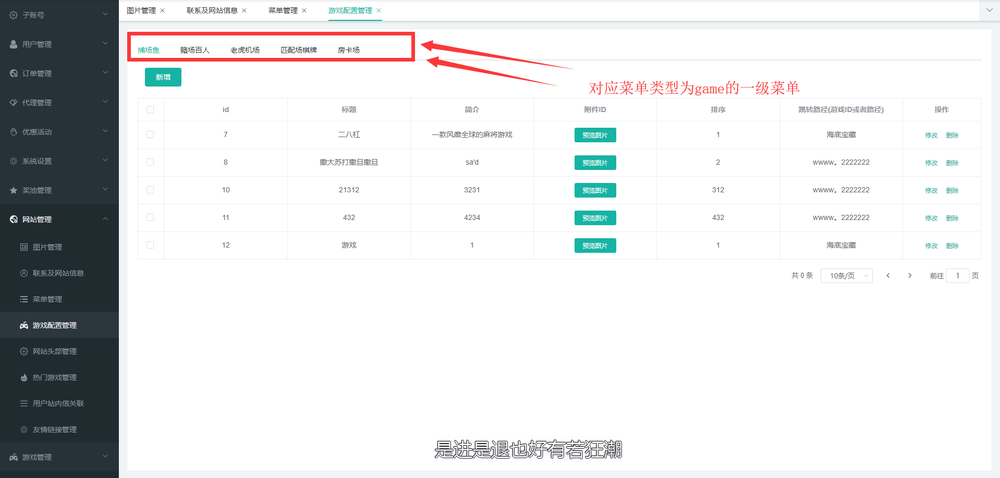 子账号
用户管理
订单管理
代理管理
优惠活动
系统设置
奖池管理
网站管理
图片管理
联系及网站信息
菜单管理
游戏配置管理
网站头部管理
热门游戏管理
用户站内信关联
友情链接管理
游戏管理
图片管理 联系及网站信息 菜单管理 游戏配置管理
捕场鱼 赌场百人 老虎机场 匹配场棋牌 房卡场
新增
对应菜单类型为game的一级菜单
id 标题 简介 附件ID 排序 跳转路径(游戏ID或者路径) 操作
7 二八杠 一款风靡全球的麻将游戏 预览图片 1 海底宝藏 修改 删除
8 撒大苏打撒旦撒旦 sa'd 预览图片 2 wwww。2222222 修改 删除
10 21312 3231 预览图片 312 wwww。2222222 修改 删除
11 432 4234 预览图片 432 wwww。2222222 修改 删除
12 游戏 1 预览图片 1 海底宝藏 修改 删除
共 0 条 10条/页 前往 1 页
是进是退也好有若狂潮